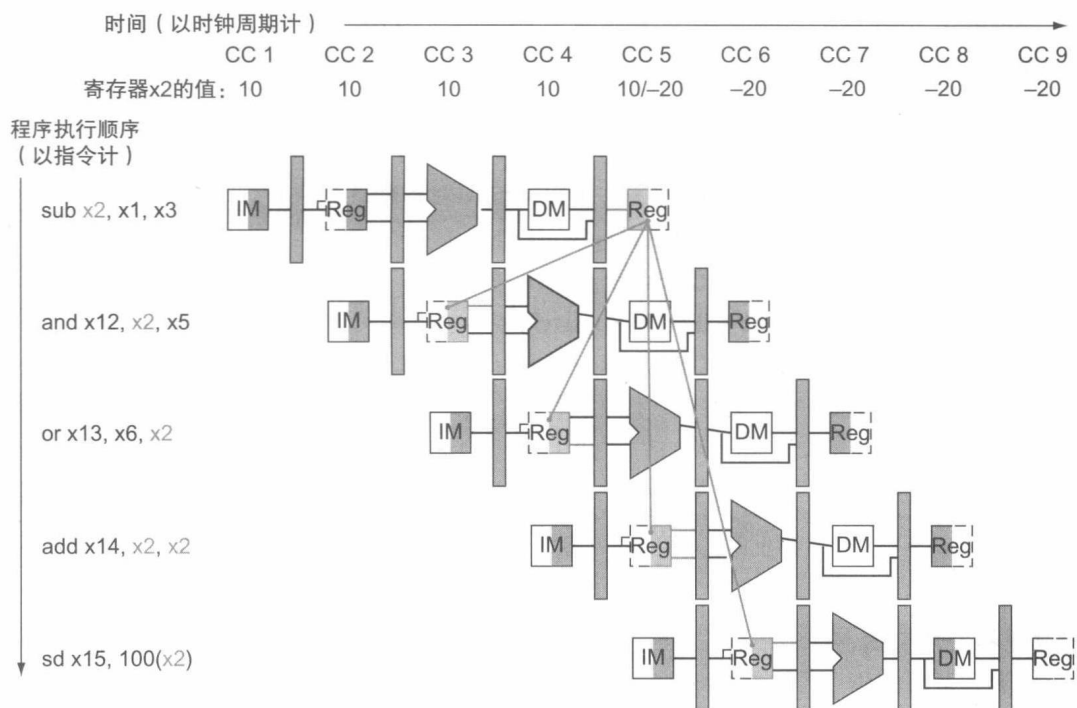 时间（以时钟周期计）
CC 1 CC 2 CC 3 CC 4 CC 5 CC 6 CC 7 CC 8 CC 9
寄存器x2的值：10 10 10 10 10/–20 –20 –20 –20 –20
程序执行顺序
（以指令计）
sub x2, x1, x3 IM Reg DM Reg
and x12, x2, x5 IM Reg DM Reg
or x13, x6, x2 IM Reg DM Reg
add x14, x2, x2 IM Reg DM Reg
sd x15, 100(x2) IM Reg DM Reg